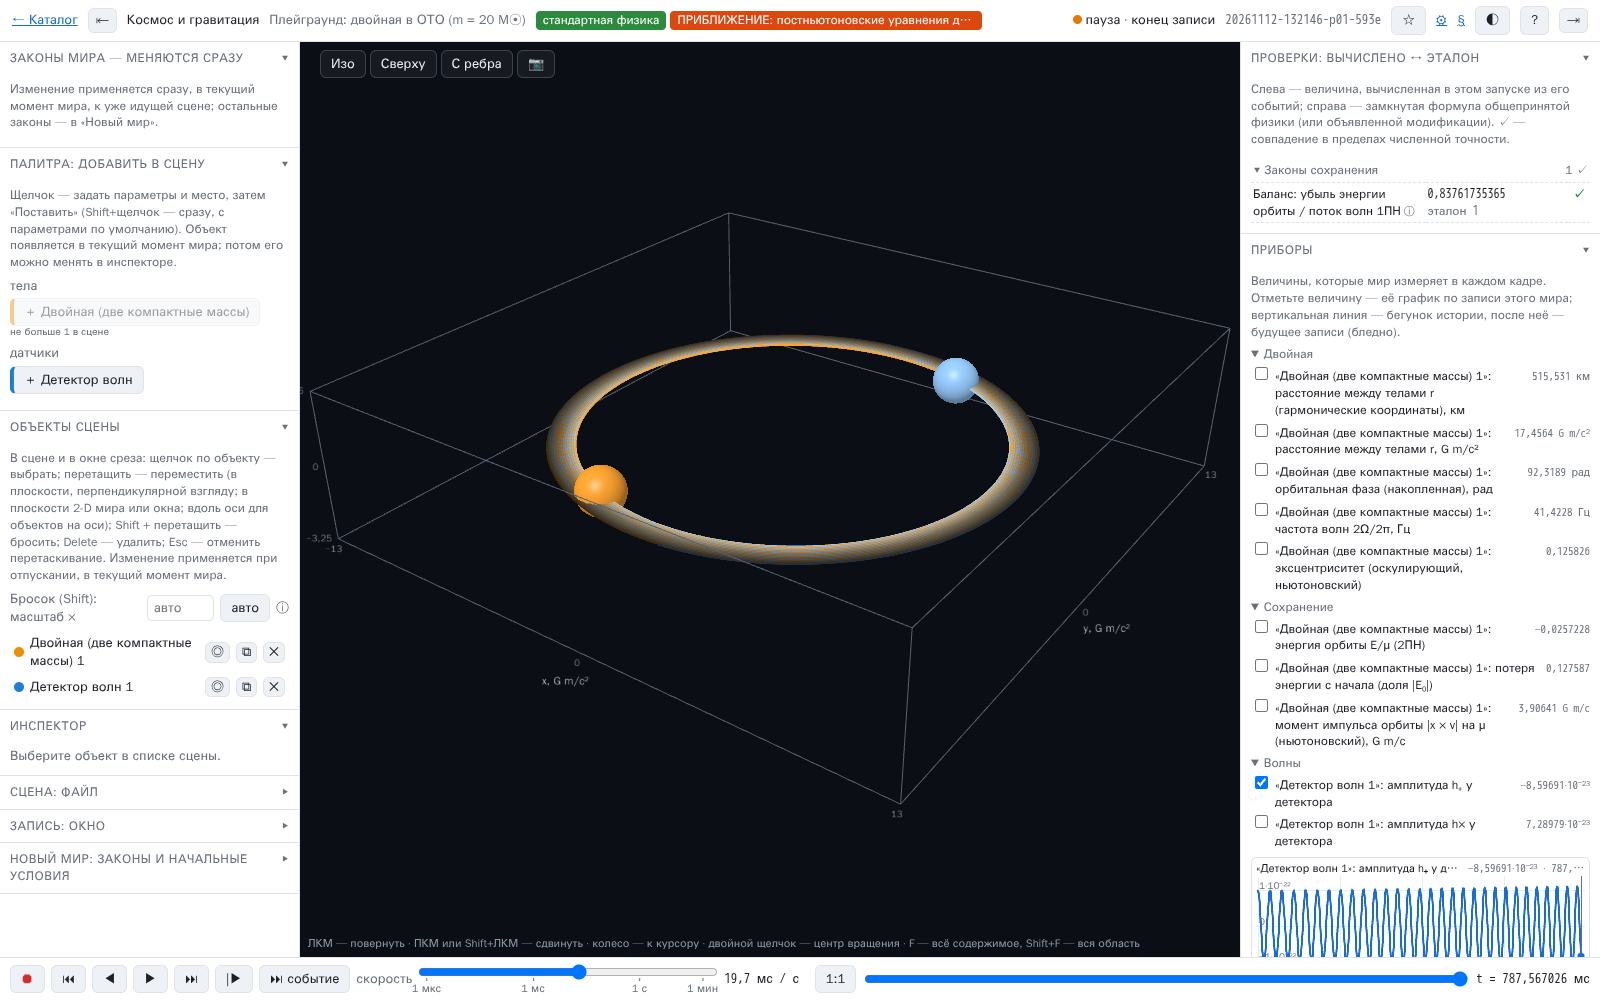 ← Каталог
Космос и гравитация
Плейграунд: двойная в ОТО (m = 20 M☉)
стандартная физика
ПРИБЛИЖЕНИЕ: постньютоновские уравнения д···
пауза · конец записи
20261112-132146-p01-593e
☆ ⚙ § ?
ЗАКОНЫ МИРА — МЕНЯЮТСЯ СРАЗУ
Изменение применяется сразу, в текущий
момент мира, к уже идущей сцене; остальные
законы — в «Новый мир».
ПАЛИТРА: ДОБАВИТЬ В СЦЕНУ
Щелчок — задать параметры и место, затем
«Поставить» (Shift+щелчок — сразу, с
параметрами по умолчанию). Объект
появляется в текущий момент мира; потом его
можно менять в инспекторе.
тела
+ Двойная (две компактные массы)
не больше 1 в сцене
датчики
+ Детектор волн
ОБЪЕКТЫ СЦЕНЫ
В сцене и в окне среза: щелчок по объекту —
выбрать; перетащить — переместить (в
плоскости, перпендикулярной взгляду; в
плоскости 2-D мира или окна; вдоль оси для
объектов на оси); Shift + перетащить —
бросить; Delete — удалить; Esc — отменить
перетаскивание. Изменение применяется при
отпускании, в текущий момент мира.
Бросок (Shift):
масштаб ×
авто
авто
ⓘ
Двойная (две компактные
массы) 1
Детектор волн 1
ИНСПЕКТОР
Выберите объект в списке сцены.
СЦЕНА: ФАЙЛ
ЗАПИСЬ: ОКНО
НОВЫЙ МИР: ЗАКОНЫ И НАЧАЛЬНЫЕ
УСЛОВИЯ
Изо
Сверху
С ребра
0
-3,25
-13
0
x, G m/c²
13
0
y, G m/c²
13
ЛКМ — повернуть · ПКМ или Shift+ЛКМ — сдвинуть · колесо — к курсору · двойной щелчок — центр вращения · F — всё содержимое, Shift+F — вся область
ПРОВЕРКИ: ВЫЧИСЛЕНО ↔ ЭТАЛОН
Слева — величина, вычисленная в этом запуске из его
событий; справа — замкнутая формула общепринятой
физики (или объявленной модификации). ✓ —
совпадение в пределах численной точности.
Законы сохранения 1 ✓
Баланс: убыль энергии 0,83761735365 ✓
орбиты / поток волн 1ПН ⓘ эталон 1
ПРИБОРЫ
Величины, которые мир измеряет в каждом кадре.
Отметьте величину — её график по записи этого мира;
вертикальная линия — бегунок истории, после неё —
будущее записи (бледно).
Двойная
«Двойная (две компактные массы) 1»: 515,531 км
расстояние между телами r
(гармонические координаты), км
«Двойная (две компактные массы) 1»: 17,4564 G m/c²
расстояние между телами r, G m/c²
«Двойная (две компактные массы) 1»: 92,3189 рад
орбитальная фаза (накопленная), рад
«Двойная (две компактные массы) 1»: 41,4228 Гц
частота волн 2Ω/2π, Гц
«Двойная (две компактные массы) 1»: 0,125826
эксцентриситет (оскулирующий,
ньютоновский)
Сохранение
«Двойная (две компактные массы) 1»: −0,0257228
энергия орбиты E/μ (2ПН)
«Двойная (две компактные массы) 1»: потеря 0,127587
энергии с начала (доля |E₀|)
«Двойная (две компактные массы) 1»: 3,90641 G m/c
момент импульса орбиты |x × v| на μ
(ньютоновский), G m/c
Волны
«Детектор волн 1»: амплитуда h₊ у −8,59691·10⁻²³
детектора
«Детектор волн 1»: амплитуда h× у 7,28979·10⁻²³
детектора
«Детектор волн 1»: амплитуда h₊ у д··· −8,59691·10⁻²³ · 787,···
1·10⁻²²
0
событие
скорость
1 мкс
1 мс
1 с
1 мин
19,7 мс / с
1:1
t = 787,567026 мс